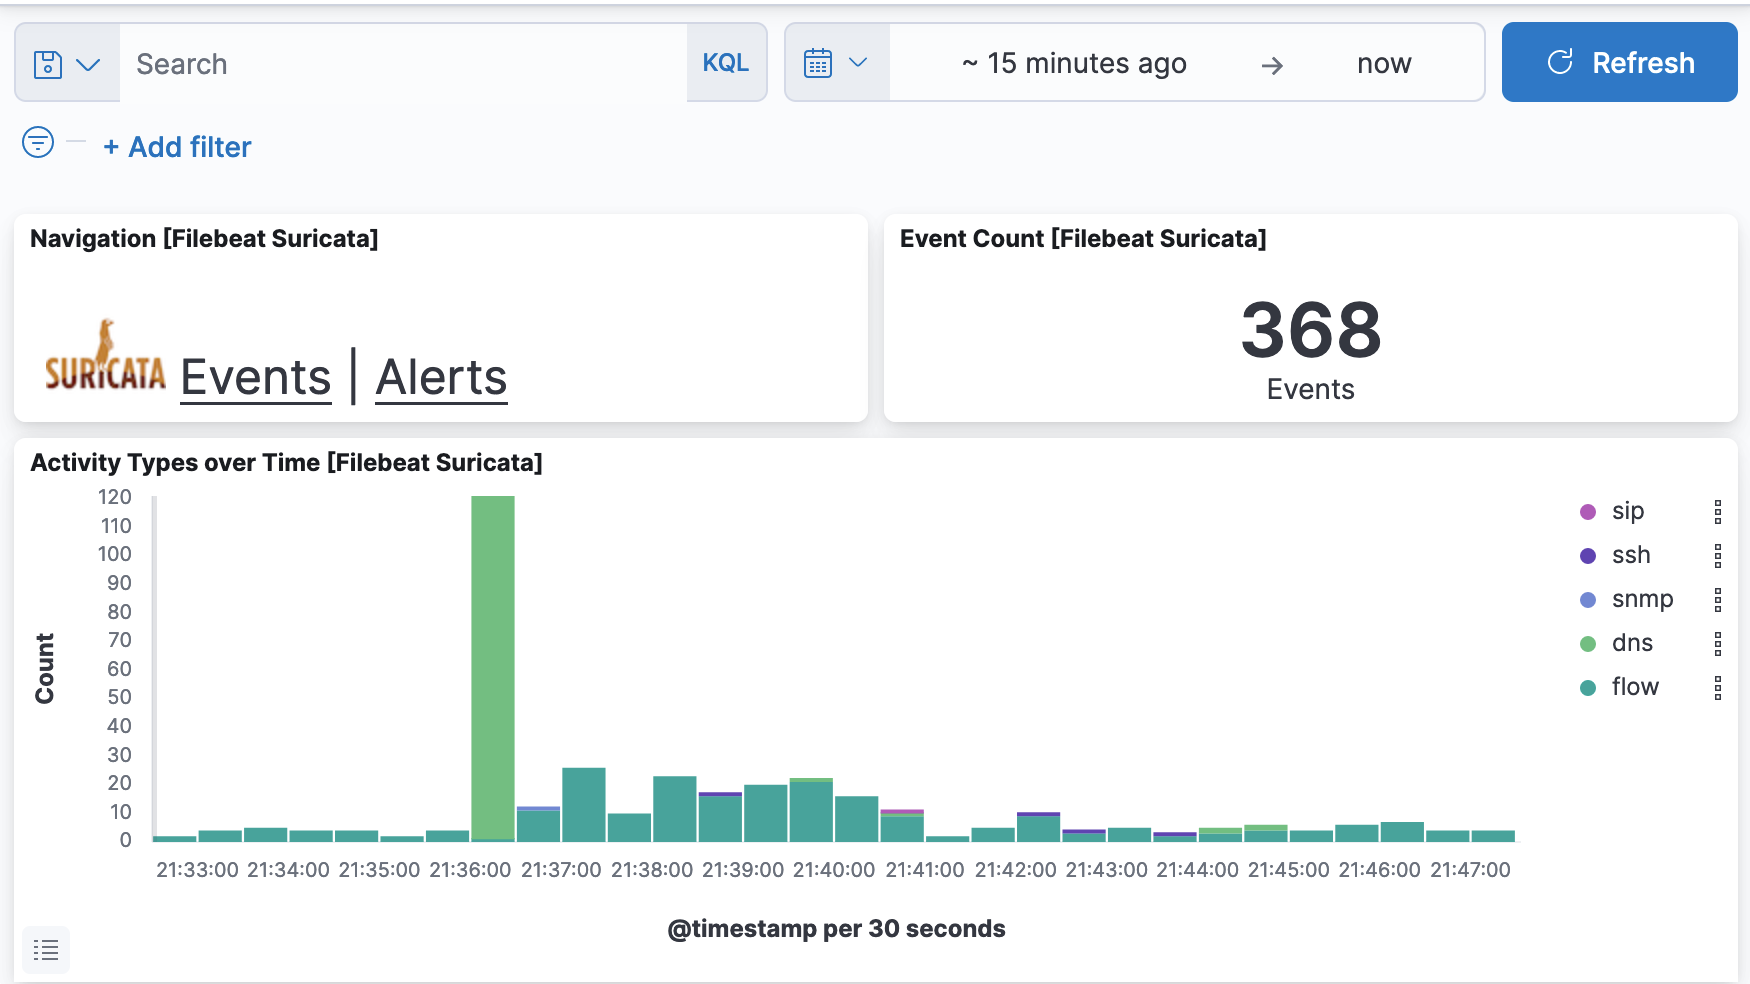 Search
KQL
~ 15 minutes ago → now
Refresh
+ Add filter
Navigation [Filebeat Suricata]
SURICATA Events | Alerts
Event Count [Filebeat Suricata]
368
Events
Activity Types over Time [Filebeat Suricata]
Count
120
110
100
90
80
70
60
50
40
30
20
10
0
21:33:00 21:34:00 21:35:00 21:36:00 21:37:00 21:38:00 21:39:00 21:40:00 21:41:00 21:42:00 21:43:00 21:44:00 21:45:00 21:46:00 21:47:00
@timestamp per 30 seconds
sip
ssh
snmp
dns
flow